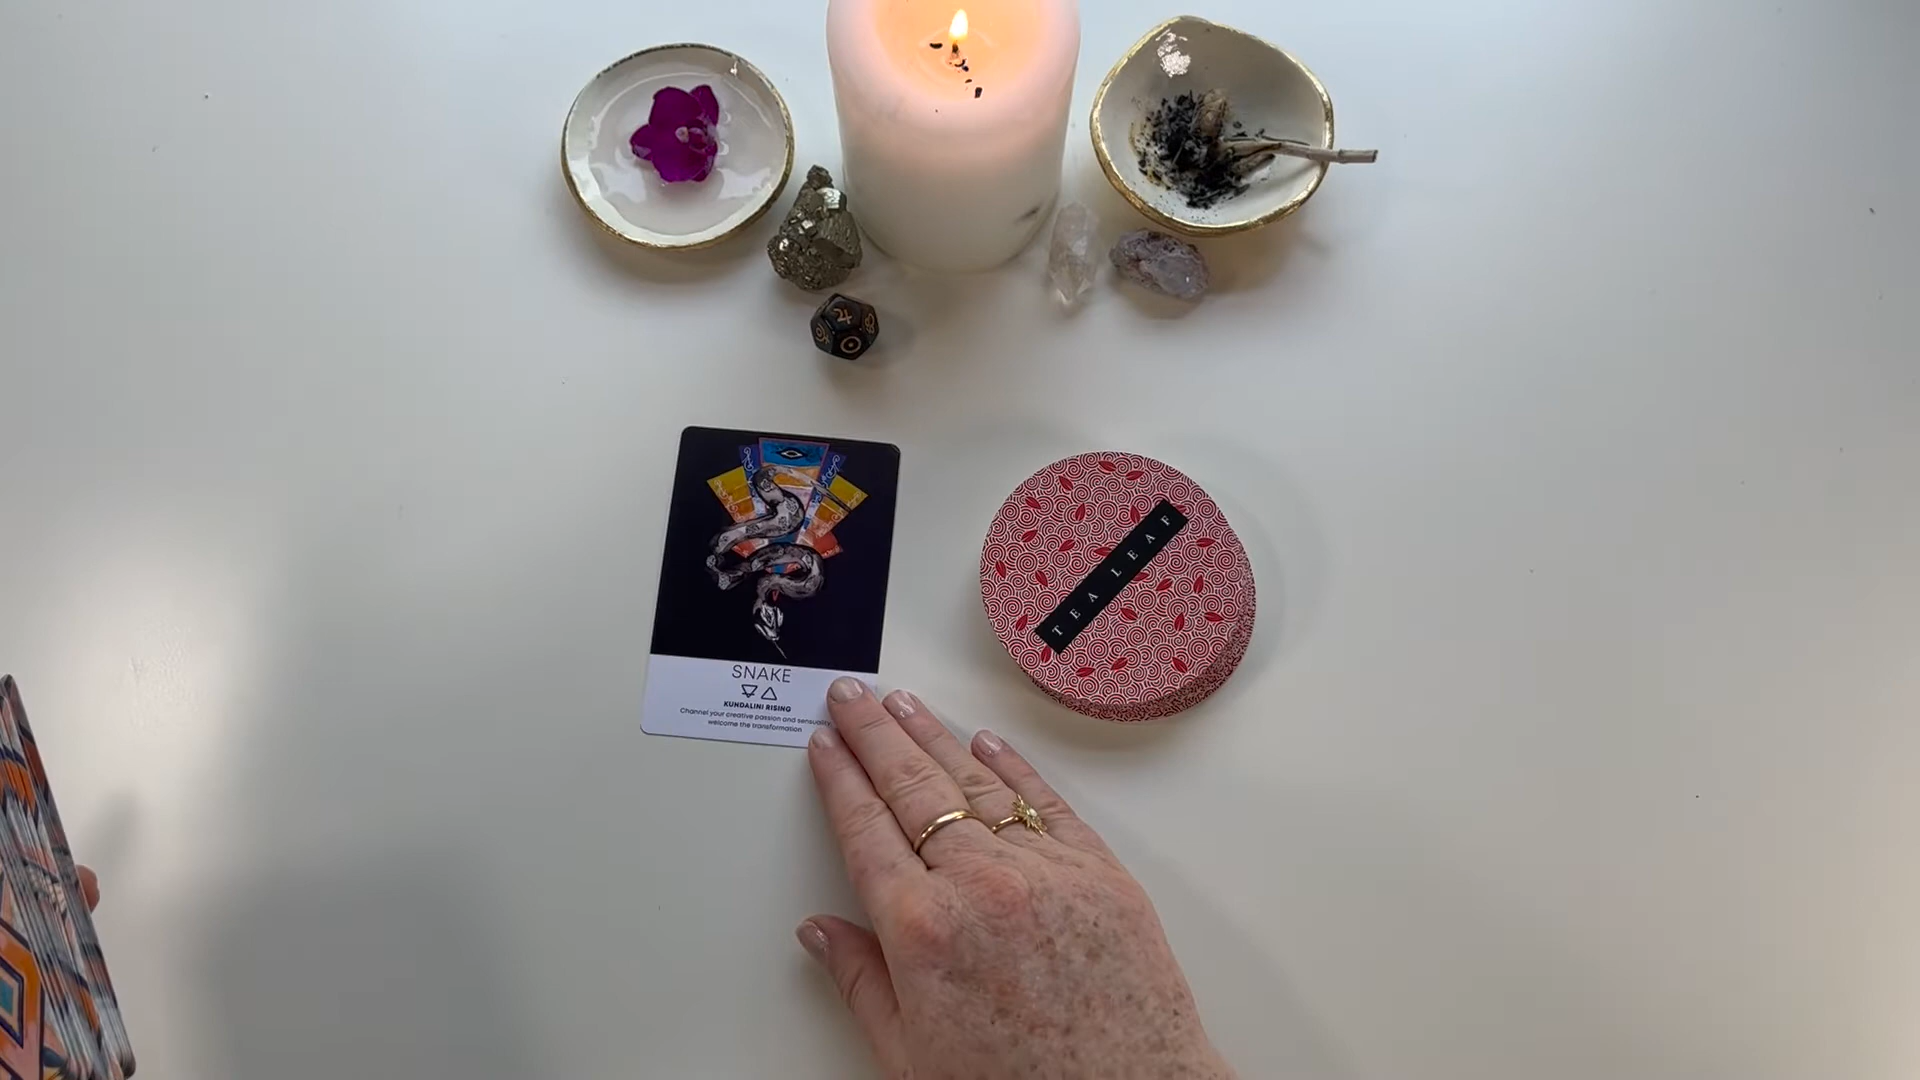 SNAKE
KUNDALINI RISING
Channel your creative passion and sensuality
welcome the transformation
TEA LEAF